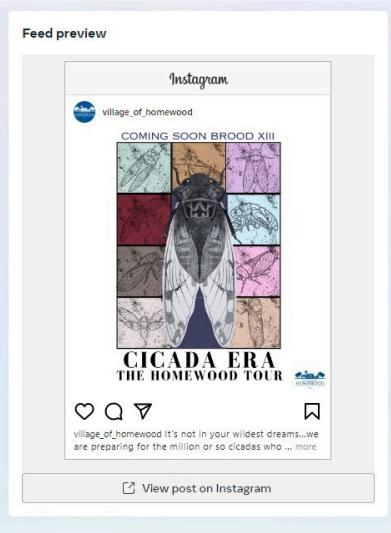 Feed preview
Instagram
village_of_homewood
COMING SOON BROOD XIII
CICADA ERA
THE HOMEWOOD TOUR
HOMEWOOD
village_of_homewood It's not in your wildest dreams...we
are preparing for the million or so cicadas who ... more
View post on Instagram